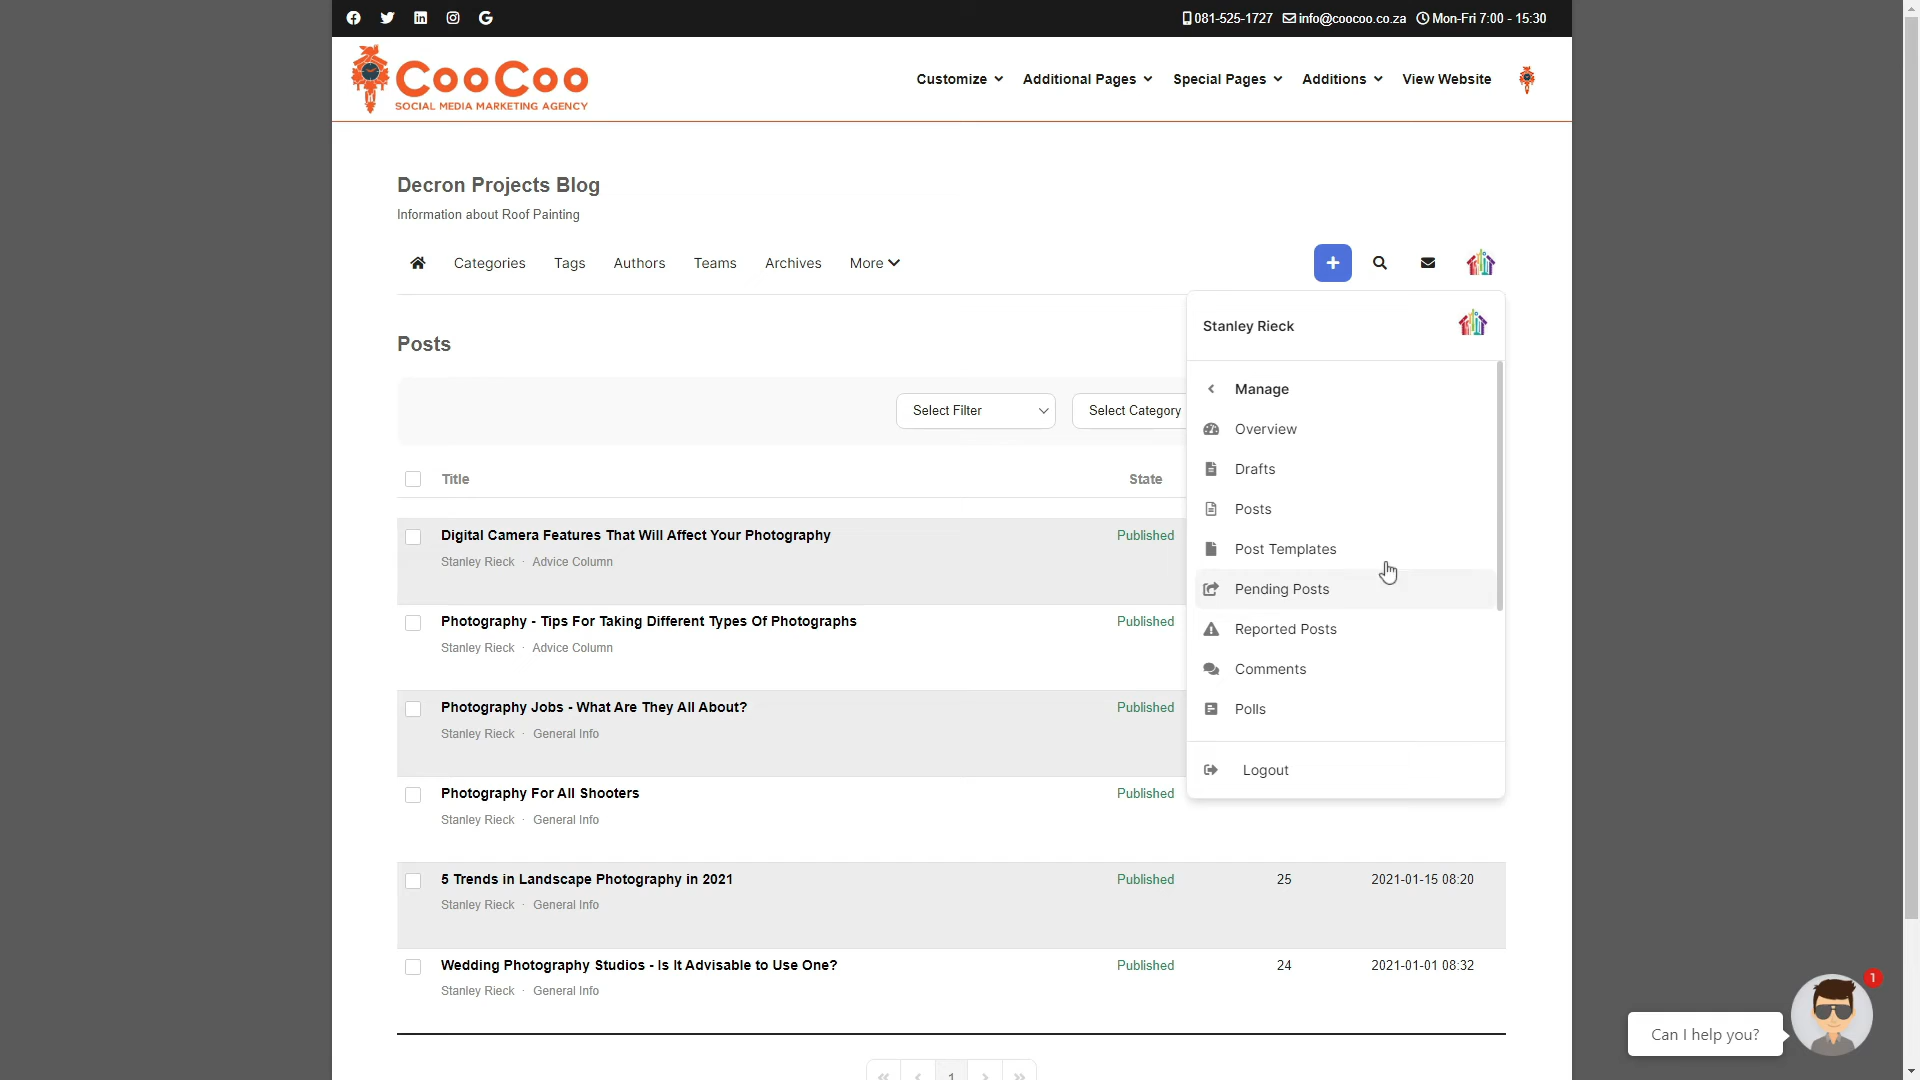 081-525-1727 info@coocoo.co.za Mon-Fri 7:00 - 15:30
CooCoo
SOCIAL MEDIA MARKETING AGENCY
Customize Additional Pages Special Pages Additions View Website
Decron Projects Blog
Information about Roof Painting
Categories Tags Authors Teams Archives More
Stanley Rieck
Posts
Manage
Select Filter Select Category
Overview
Drafts
Title State
Posts
Digital Camera Features That Will Affect Your Photography Published
Post Templates
Stanley Rieck · Advice Column
Pending Posts
Photography - Tips For Taking Different Types Of Photographs Published
Reported Posts
Stanley Rieck · Advice Column
Comments
Photography Jobs - What Are They All About? Published
Polls
Stanley Rieck · General Info
Logout
Photography For All Shooters Published
Stanley Rieck · General Info
5 Trends in Landscape Photography in 2021 Published 25 2021-01-15 08:20
Stanley Rieck · General Info
Wedding Photography Studios - Is It Advisable to Use One? Published 24 2021-01-01 08:32
Stanley Rieck · General Info
1
Can I help you?
1